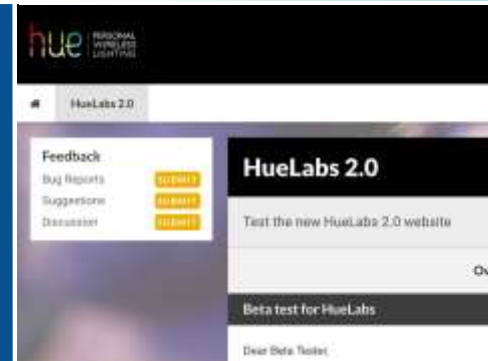 hue PERSONAL
WIRELESS
LIGHTING
HueLabs 2.0
Feedback
Bug Reports SUBMIT
Suggestions SUBMIT
Discussion SUBMIT
HueLabs 2.0
Test the new HueLabs 2.0 website
Ov
Beta test for HueLabs
Dear Beta Tester,